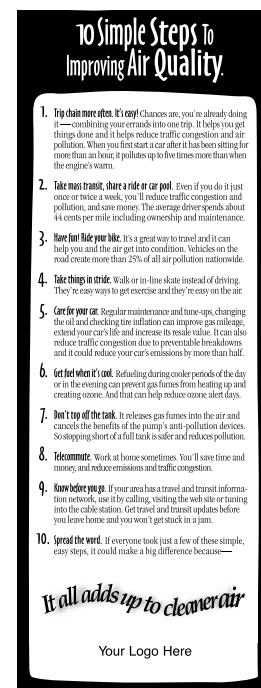 10 Simple Steps To
Improving Air Quality.
1. Trip chain more often. It's easy! Chances are, you're already doing
it — combining your errands into one trip. It helps you get
things done and it helps reduce traffic congestion and air
pollution. When you first start a car after it has been sitting for
more than an hour, it pollutes up to five times more than when
the engine's warm.
2. Take mass transit, share a ride or car pool. Even if you do it just
once or twice a week, you'll reduce traffic congestion and
pollution, and save money. The average driver spends about
44 cents per mile including ownership and maintenance.
3. Have fun! Ride your bike. It's a great way to travel and it can
help you and the air get into condition. Vehicles on the
road create more than 25% of all air pollution nationwide.
4. Take things in stride. Walk or in-line skate instead of driving.
They're easy ways to get exercise and they're easy on the air.
5. Care for your car. Regular maintenance and tune-ups, changing
the oil and checking tire inflation can improve gas mileage,
extend your car's life and increase its resale value. It can also
reduce traffic congestion due to preventable breakdowns
and it could reduce your car's emissions by more than half.
6. Get fuel when it's cool. Refueling during cooler periods of the day
or in the evening can prevent gas fumes from heating up and
creating ozone. And that can help reduce ozone alert days.
7. Don't top off the tank. It releases gas fumes into the air and
cancels the benefits of the pump's anti-pollution devices.
So stopping short of a full tank is safer and reduces pollution.
8. Telecommute. Work at home sometimes. You'll save time and
money, and reduce emissions and traffic congestion.
9. Know before you go. If your area has a travel and transit informa-
tion network, use it by calling, visiting the web site or tuning
into the cable station. Get travel and transit updates before
you leave home and you won't get stuck in a jam.
10. Spread the word. If everyone took just a few of these simple,
easy steps, it could make a big difference because—
It all adds up to cleaner air
Your Logo Here